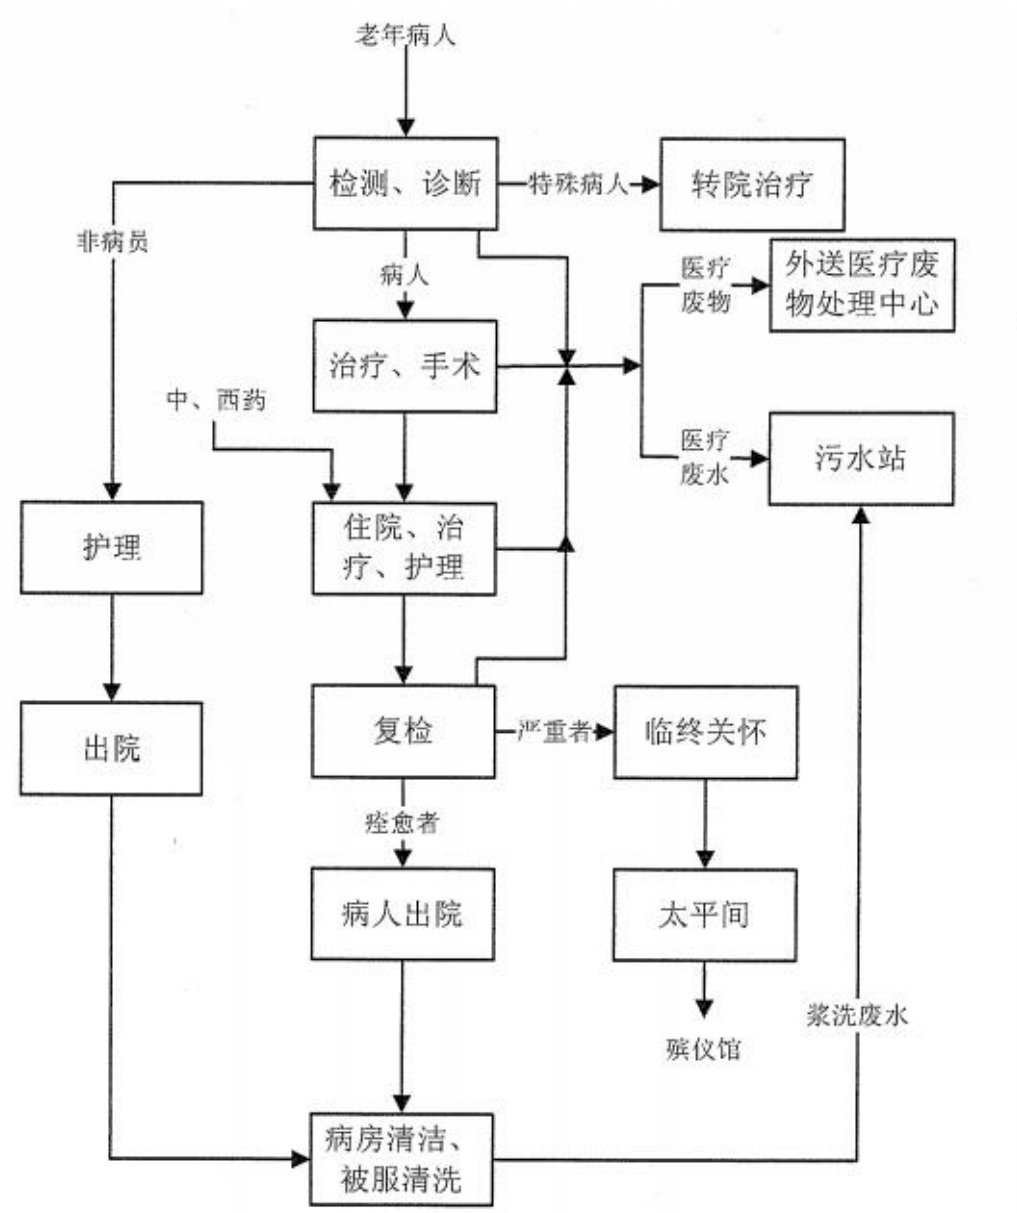 老年病人
检测、诊断
特殊病人
转院治疗
非病员
病人
医疗
废物
外送医疗废
物处理中心
治疗、手术
中、西药
医疗
废水
污水站
护理
住院、治
疗、护理
出院
复检
严重者
临终关怀
痊愈者
病人出院
太平间
浆洗废水
殡仪馆
病房清洁、
被服清洗